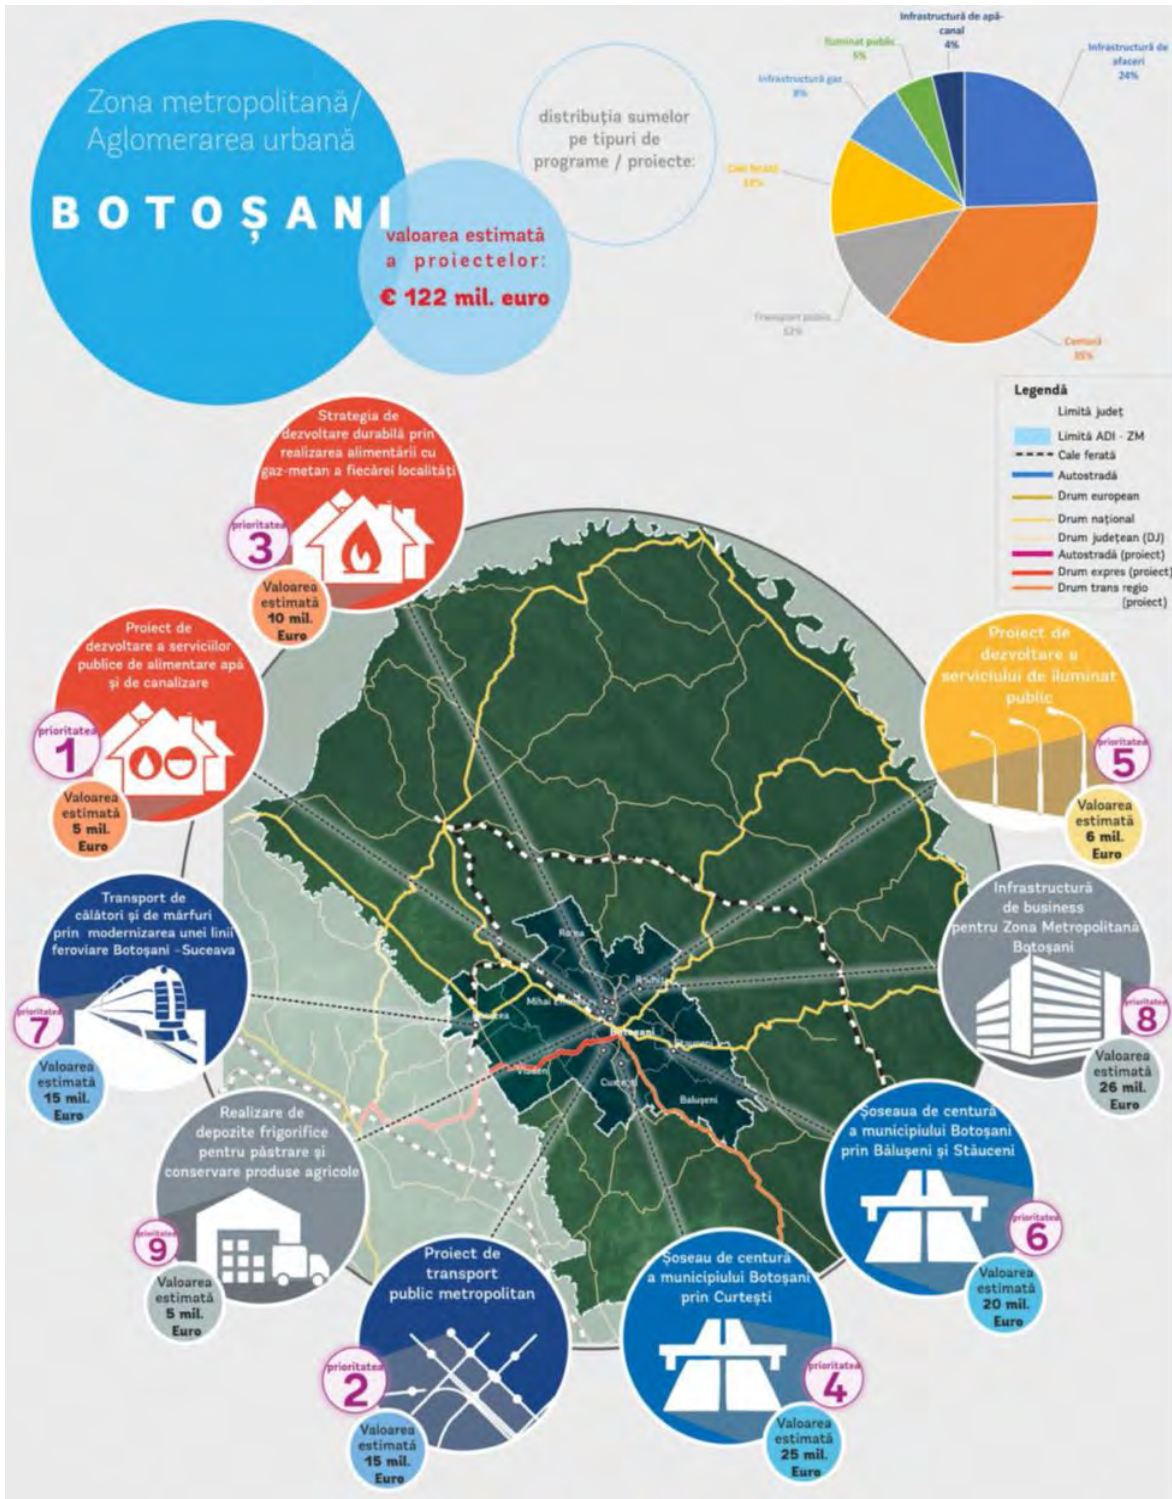 Zona metropolitană/
Aglomerarea urbană
BOTOȘANI
valoarea estimată
a proiectelor:
€ 122 mil. euro
distribuția sumelor
pe tipuri de
programe / proiecte:
Infrastructură de apă-
canal
4%
Iluminat public
5%
Infrastructură gaz
8%
Infrastructură de
afaceri
24%
Transport public
12%
Centură
35%
Legendă
Limită județ
Limită ADI - ZM
Cale ferată
Autostradă
Drum european
Drum național
Drum județean (DJ)
Autostradă (proiect)
Drum expres (proiect)
Drum trans regio
(proiect)
Strategia de
dezvoltare durabilă prin
realizarea alimentării cu
gaz-metan a fiecărei localități
prioritatea
3
Valoarea
estimată
10 mil.
Euro
Proiect de
dezvoltare a serviciilor
publice de alimentare apă
și de canalizare
prioritatea
1
Valoarea
estimată
5 mil.
Euro
Proiect de
dezvoltare a
serviciului de iluminat
public
prioritatea
5
Valoarea
estimată
6 mil.
Euro
Transport de
călători și de mărfuri
prin modernizarea unei linii
feroviare Botoșani -Suceava
prioritatea
7
Valoarea
estimată
15 mil.
Euro
Infrastructură
de business
pentru Zona Metropolitană
Botoșani
prioritatea
8
Valoarea
estimată
26 mil.
Euro
Mihai
Botoșani
Stăuceni
Curtești
Balușeni
Realizare de
depozite frigorifice
pentru păstrare și
conservare produse agricole
prioritatea
9
Valoarea
estimată
5 mil.
Euro
Șoseaua de centură
a municipiului Botoșani
prin Bălușeni și Stăuceni
prioritatea
6
Valoarea
estimată
20 mil.
Euro
Proiect de
transport
public metropolitan
prioritatea
2
Valoarea
estimată
15 mil.
Euro
Șoseau de centură
a municipiului Botoșani
prin Curtești
prioritatea
4
Valoarea
estimată
25 mil.
Euro